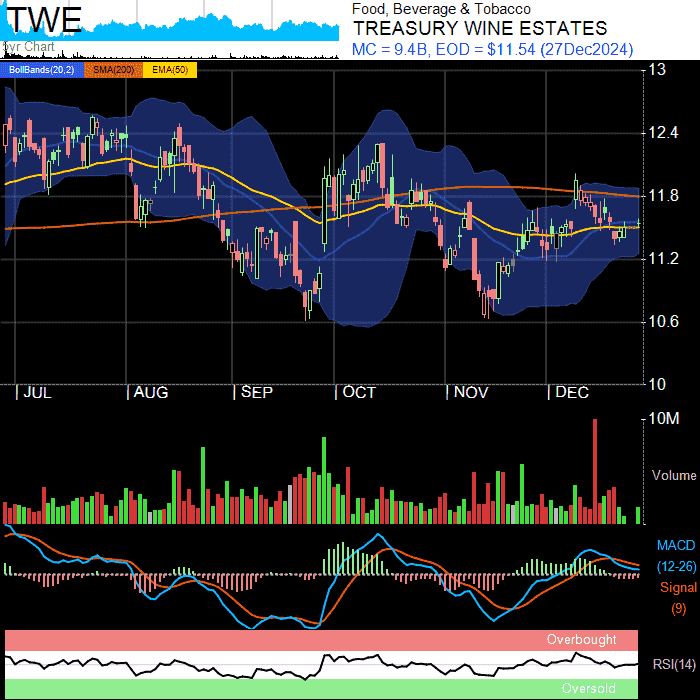 TWE
5yr Chart
Food, Beverage & Tobacco
TREASURY WINE ESTATES
MC = 9.4B, EOD = $11.54 (27Dec2024)
BollBands(20,2) SMA(200) EMA(50)
13
12.4
11.8
11.2
10.6
10
JUL AUG SEP OCT NOV DEC
10M
Volume
MACD
(12-26)
Signal
(9)
Overbought
RSI(14)
Oversold